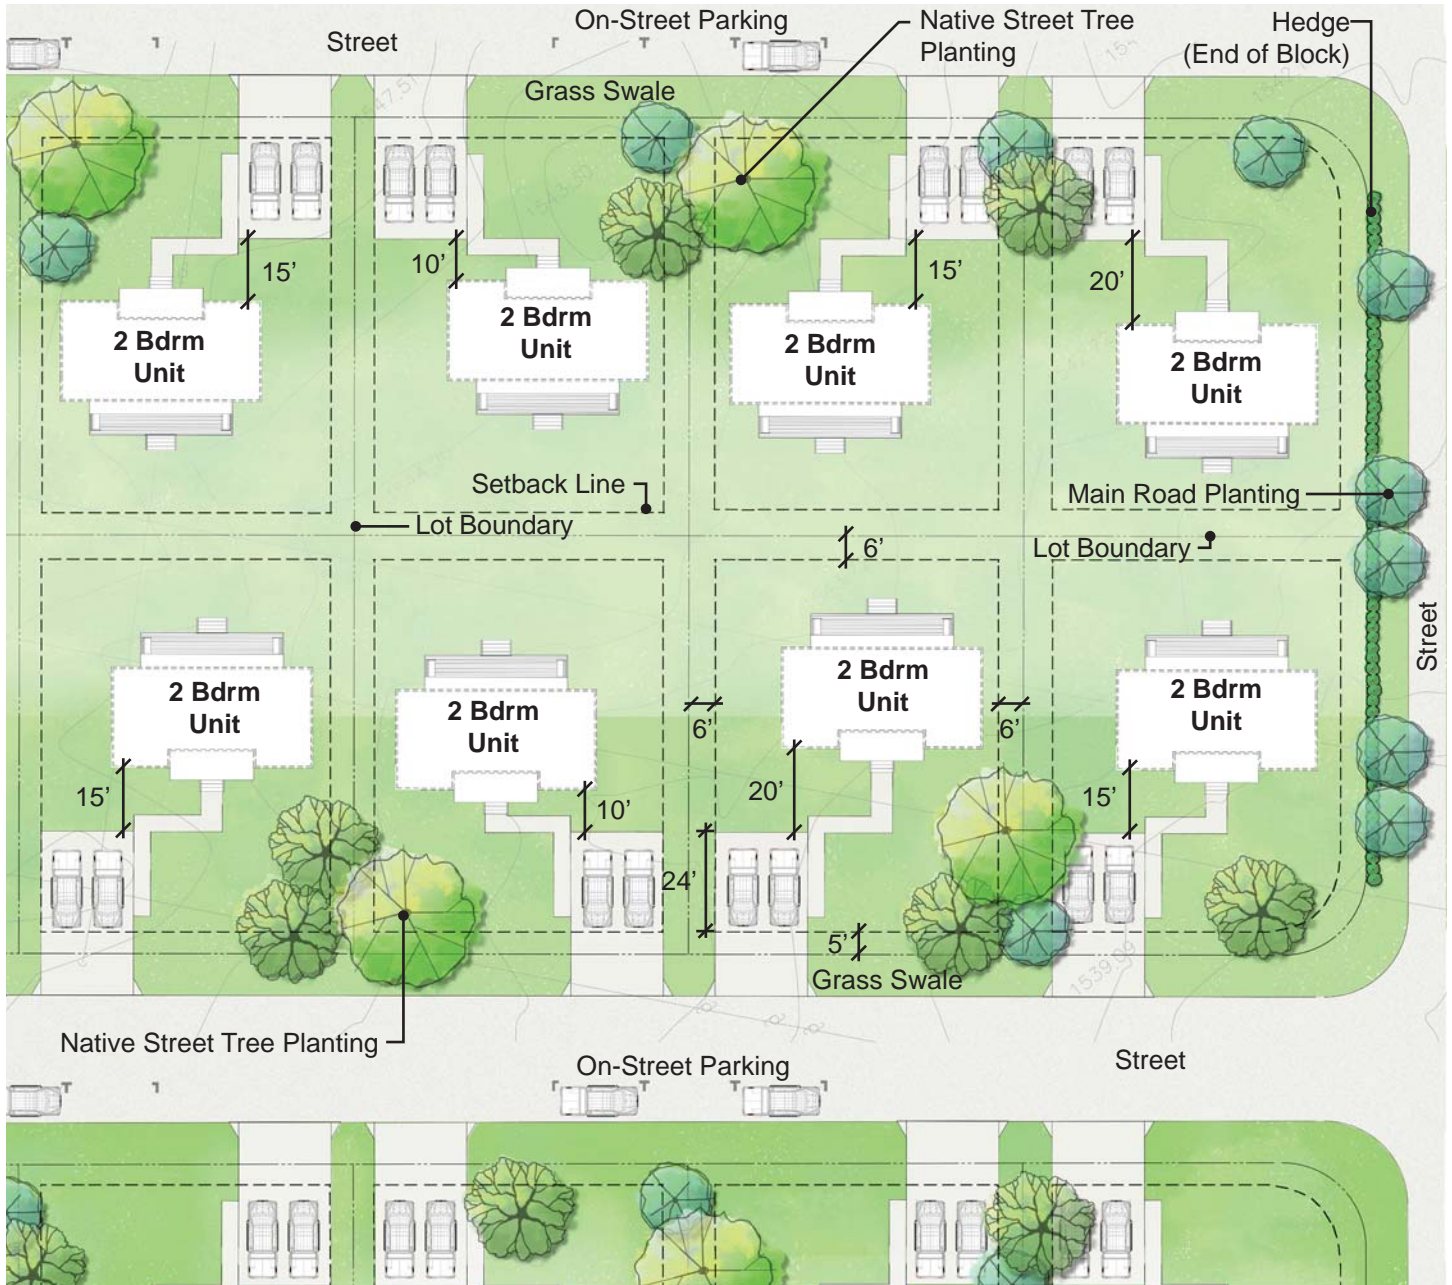 On-Street Parking
Native Street Tree
Planting
Hedge
(End of Block)
Street
Grass Swale
15’
10’
15’
20’
2 Bdrm
Unit
2 Bdrm
Unit
2 Bdrm
Unit
2 Bdrm
Unit
Setback Line
Main Road Planting
Lot Boundary
6’
Lot Boundary
Street
2 Bdrm
Unit
2 Bdrm
Unit
2 Bdrm
Unit
2 Bdrm
Unit
6’
6’
15’
10’
20’
15’
24’
5’
Grass Swale
1539.09
Native Street Tree Planting
On-Street Parking
Street